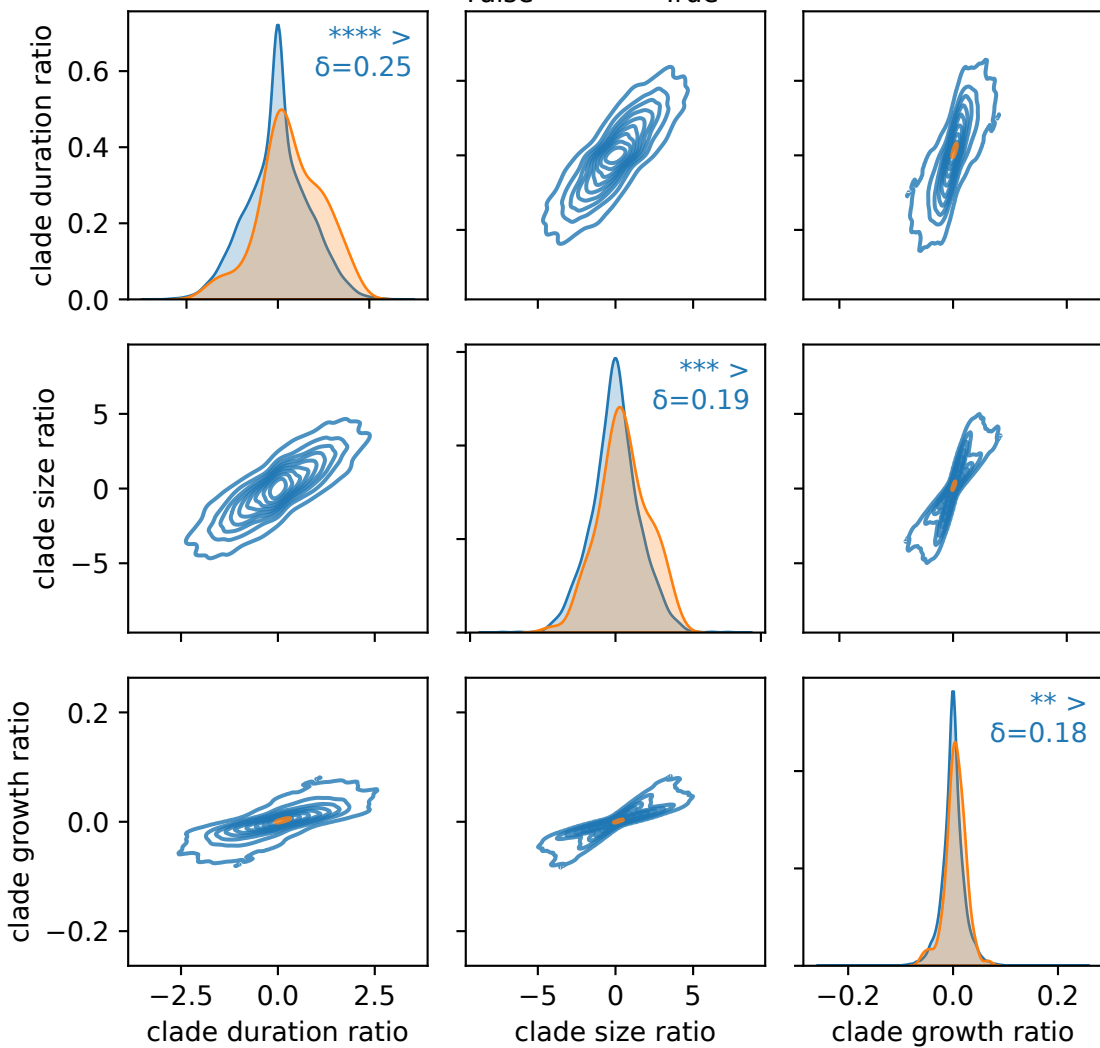 **** >
δ=0.25
clade duration ratio
0.6
0.4
0.2
0.0
*** >
δ=0.19
clade size ratio
5
0
−5
** >
δ=0.18
clade growth ratio
0.2
0.0
−0.2
−2.5 0.0 2.5 −5 0 5 −0.2 0.0 0.2
clade duration ratio clade size ratio clade growth ratio